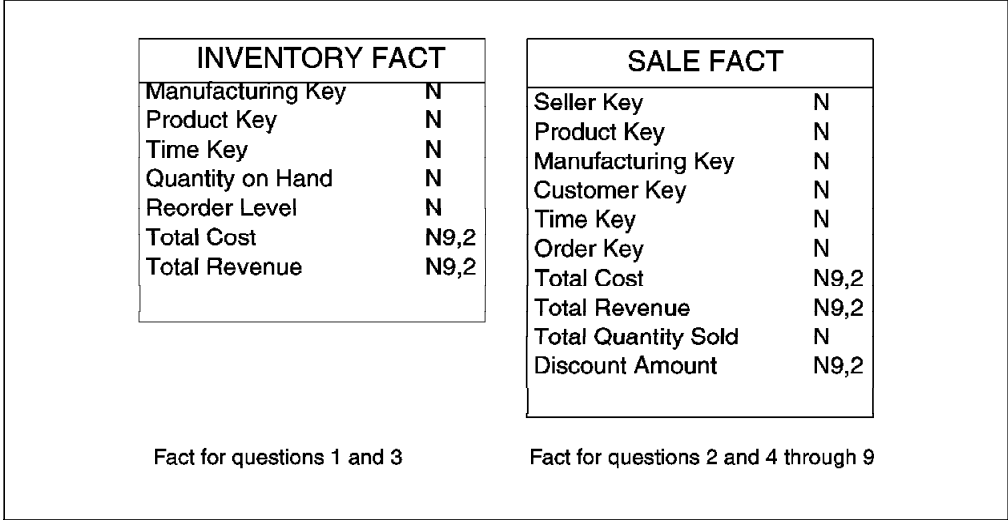 INVENTORY FACT
Manufacturing Key N
Product Key N
Time Key N
Quantity on Hand N
Reorder Level N
Total Cost N9,2
Total Revenue N9,2
SALE FACT
Seller Key N
Product Key N
Manufacturing Key N
Customer Key N
Time Key N
Order Key N
Total Cost N9,2
Total Revenue N9,2
Total Quantity Sold N
Discount Amount N9,2
Fact for questions 1 and 3
Fact for questions 2 and 4 through 9